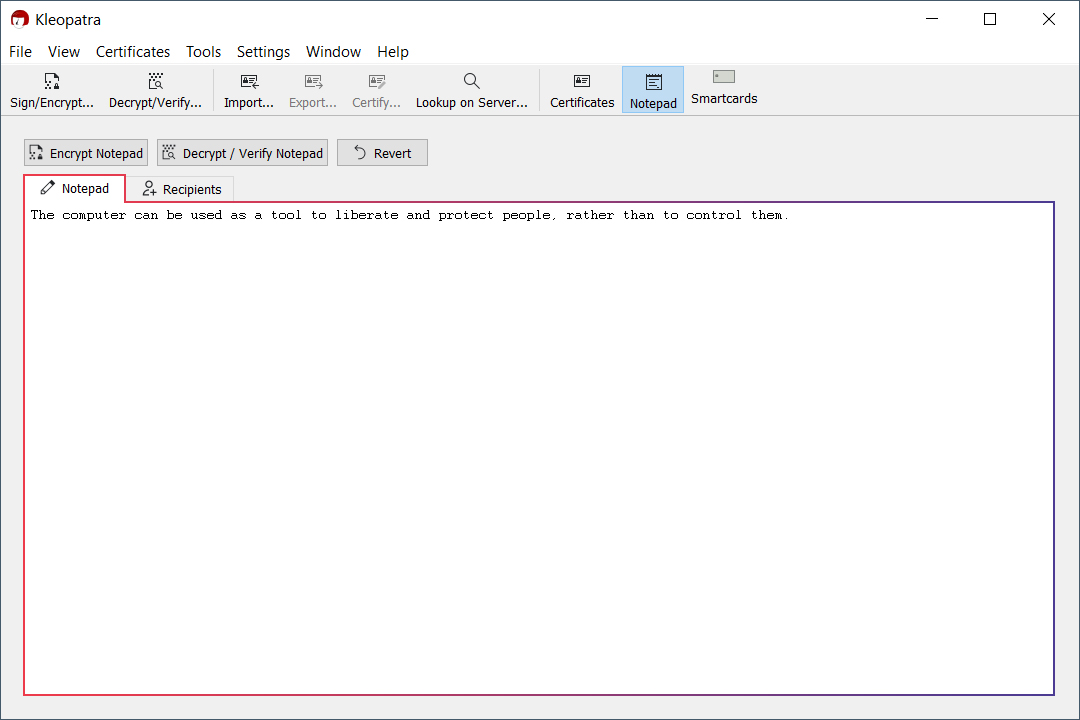 Kleopatra
File View Certificates Tools Settings Window Help
Sign/Encrypt... Decrypt/Verify... Import... Export... Certify... Lookup on Server... Certificates Notepad Smartcards
Encrypt Notepad Decrypt / Verify Notepad Revert
Notepad Recipients
The computer can be used as a tool to liberate and protect people, rather than to control them.